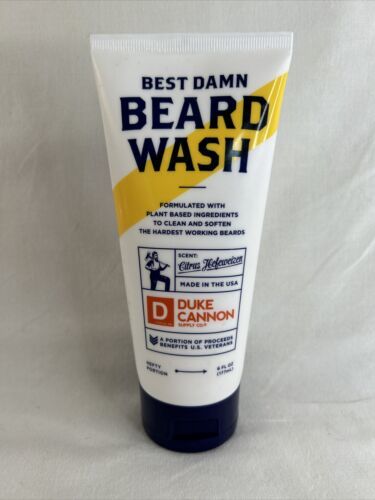 BEST DAMN
BEARD
WASH
FORMULATED WITH
PLANT BASED INGREDIENTS
TO CLEAN AND SOFTEN
THE HARDEST WORKING BEARDS
SCENT:
Citrus Hefeweizen
MADE IN THE USA
D
DUKE
CANNON
SUPPLY CO.®
A PORTION OF PROCEEDS
BENEFITS U.S. VETERANS
HEFTY
PORTION
6 FL OZ
(177mL)